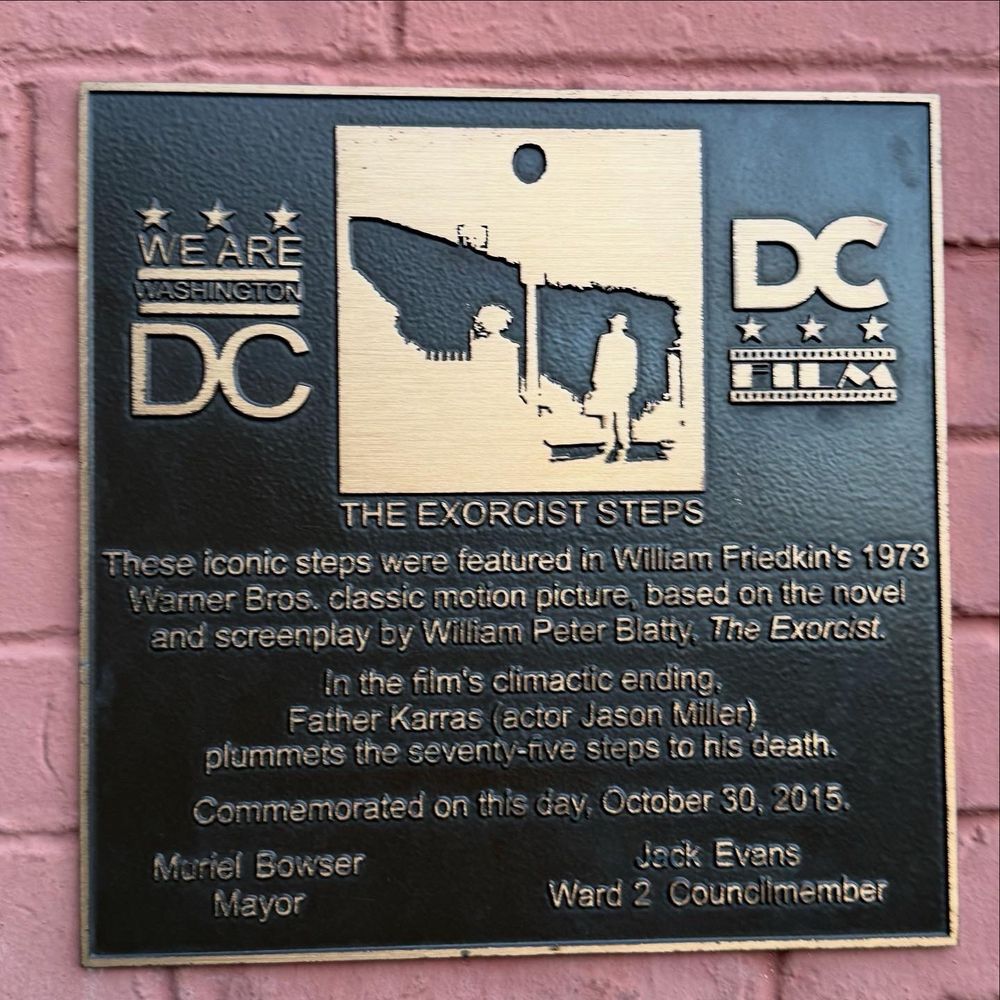 WE ARE
WASHINGTON
DC
DC
FILM
THE EXORCIST STEPS
These iconic steps were featured in William Friedkin's 1973
Warner Bros. classic motion picture, based on the novel
and screenplay by William Peter Blatty, The Exorcist.
In the film's climactic ending,
Father Karras (actor Jason Miller)
plummets the seventy-five steps to his death.
Commemorated on this day, October 30, 2015.
Muriel Bowser
Mayor
Jack Evans
Ward 2 Councilmember